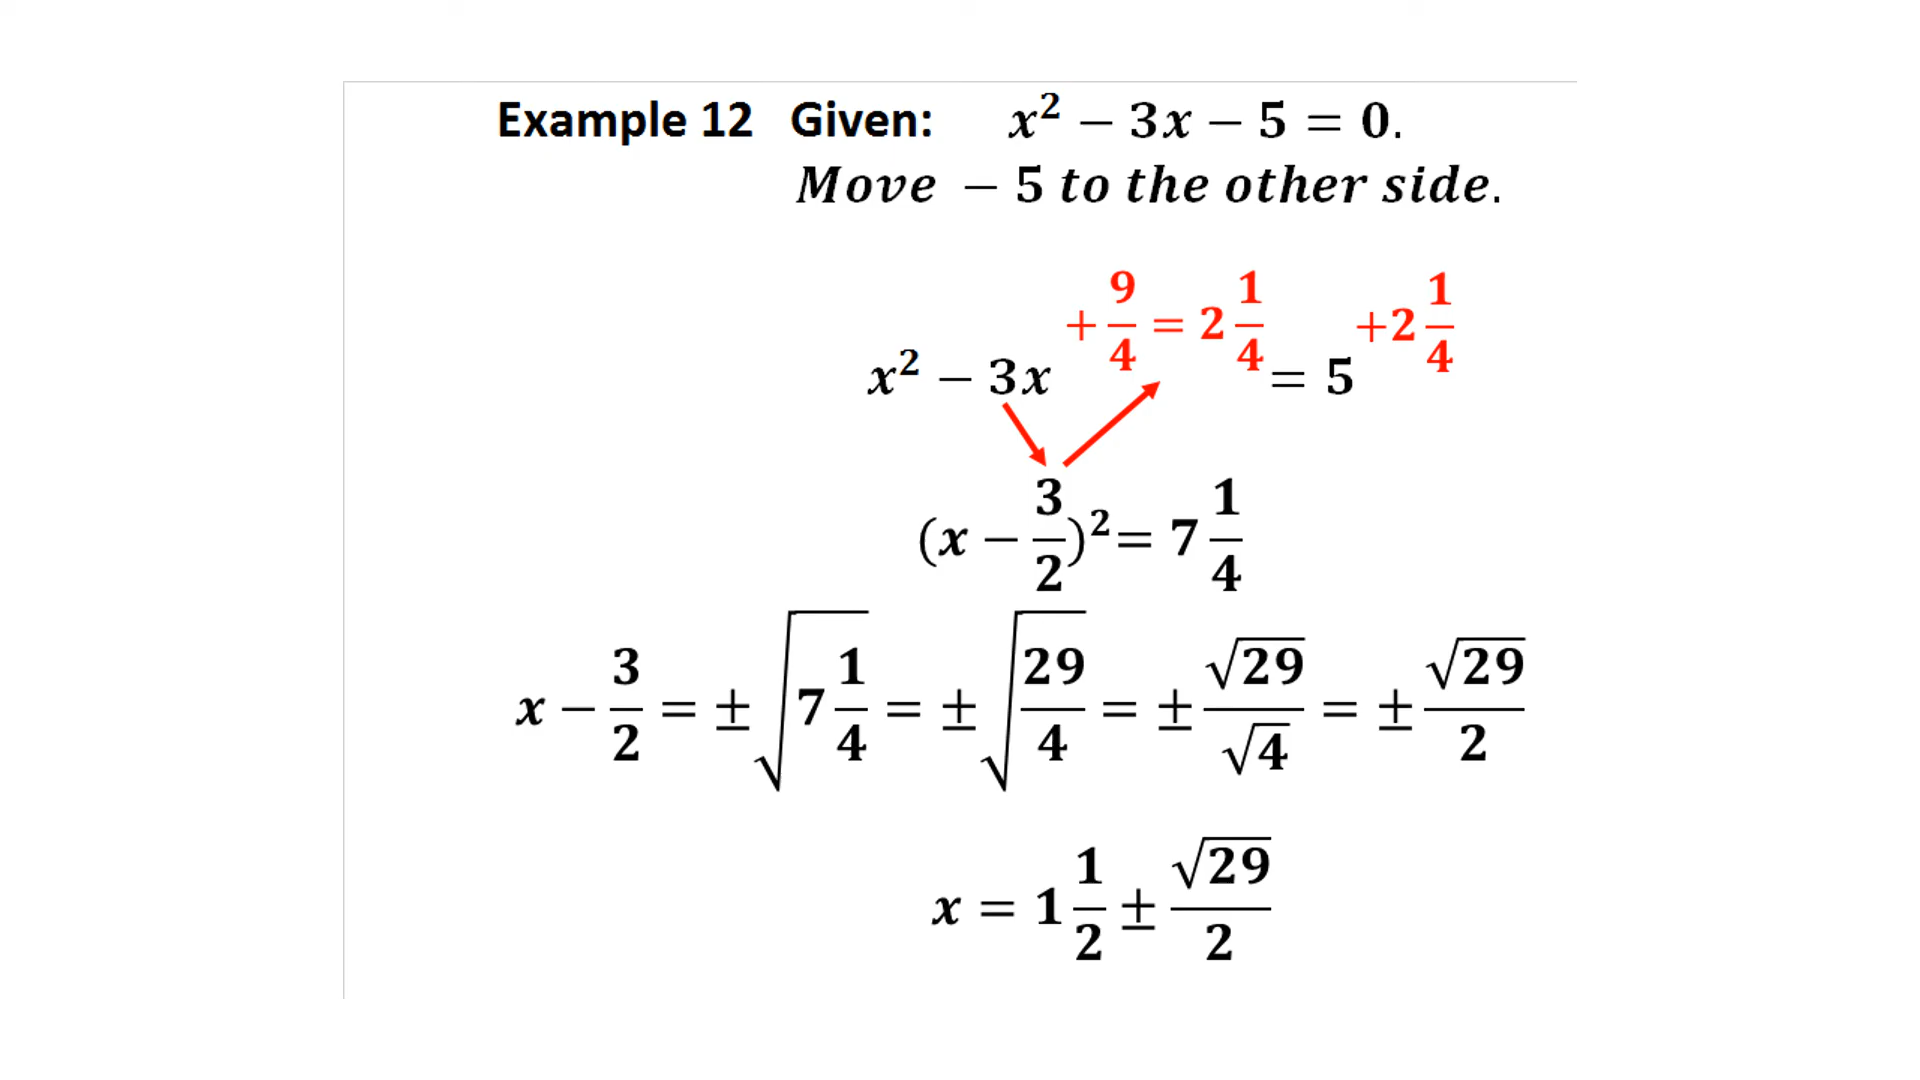 Example 12 Given: x² − 3x − 5 = 0.
Move − 5 to the other side.
x² − 3x + 9/4 = 2 1/4 = 5 +2 1/4
(x − 3/2)² = 7 1/4
x − 3/2 = ± √(7 1/4) = ± √(29/4) = ± √29/√4 = ± √29/2
x = 1 1/2 ± √29/2